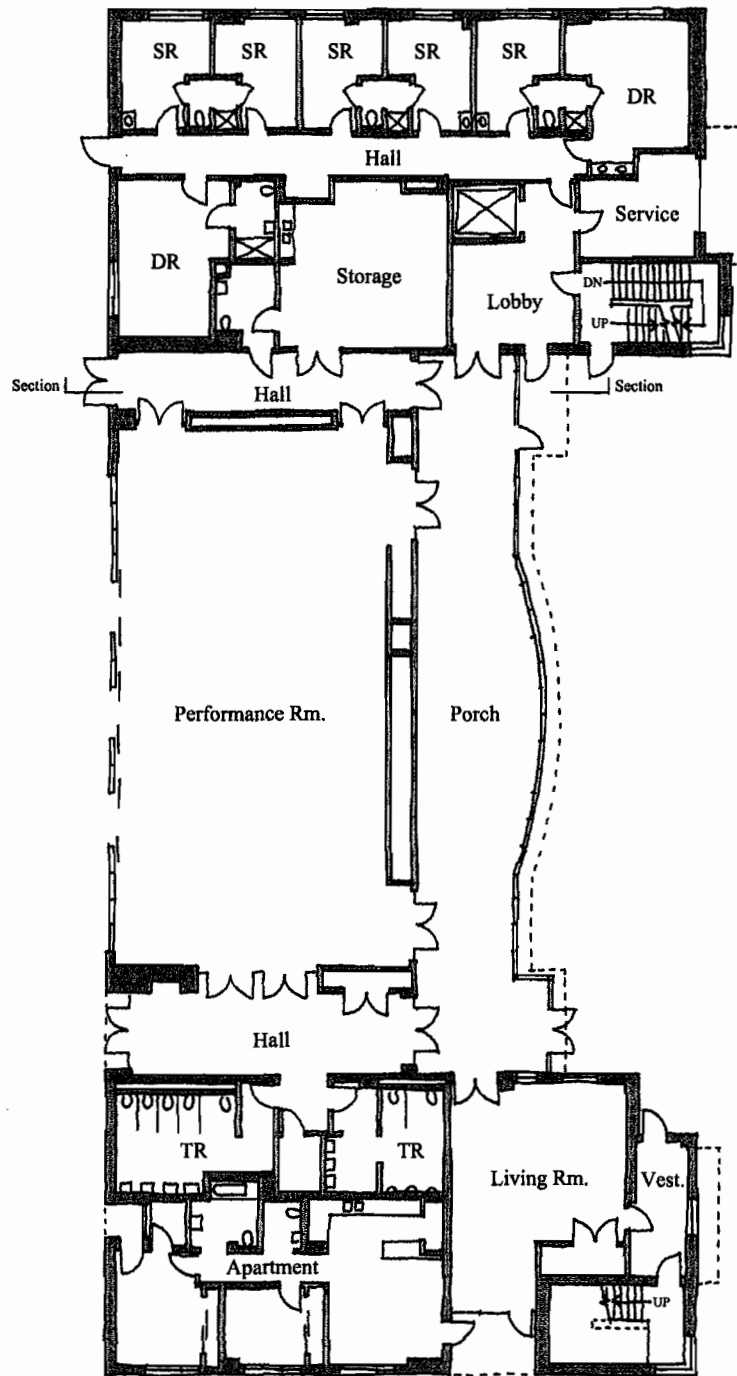 SR
SR
SR
SR
SR
DR
Hall
Service
DR
Storage
Lobby
DN
UP
Section
Hall
Section
Performance Rm.
Porch
Hall
TR
TR
Living Rm.
Vest.
Apartment
UP